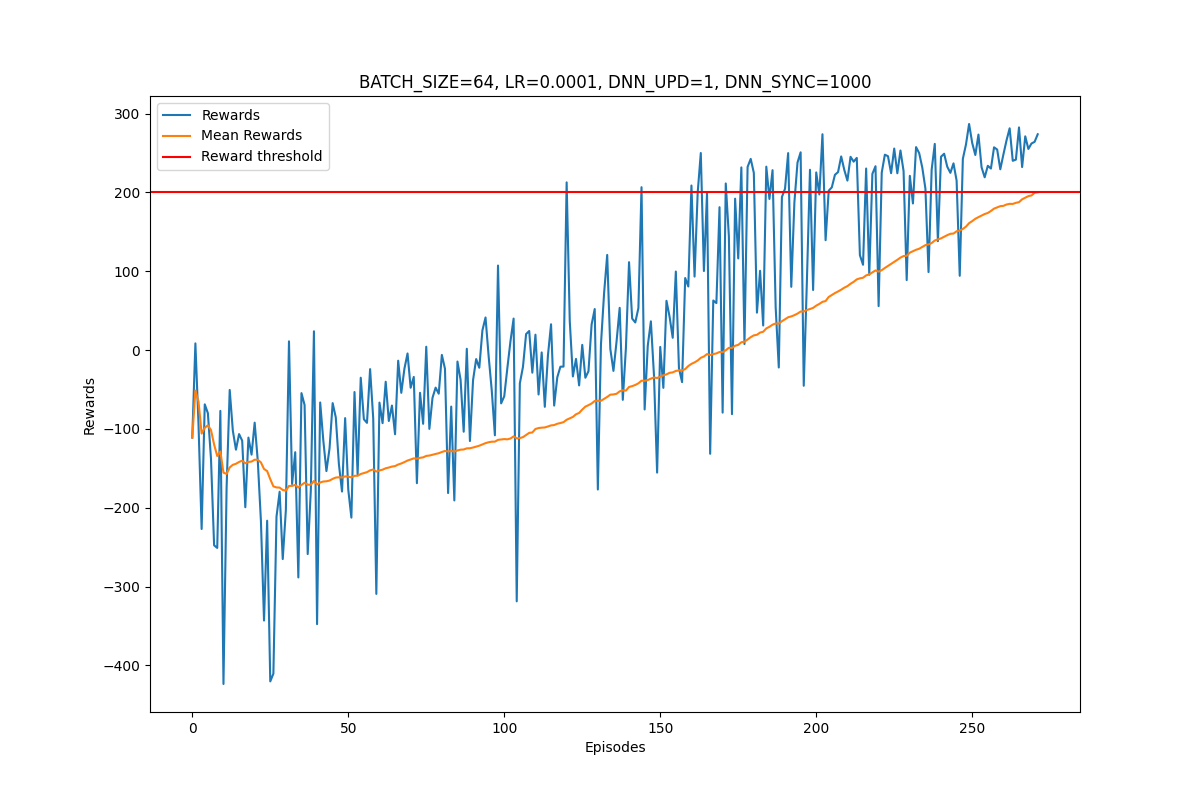 BATCH_SIZE=64, LR=0.0001, DNN_UPD=1, DNN_SYNC=1000
Rewards
Mean Rewards
Reward threshold
300
200
100
0
−100
−200
−300
−400
Rewards
0 50 100 150 200 250
Episodes